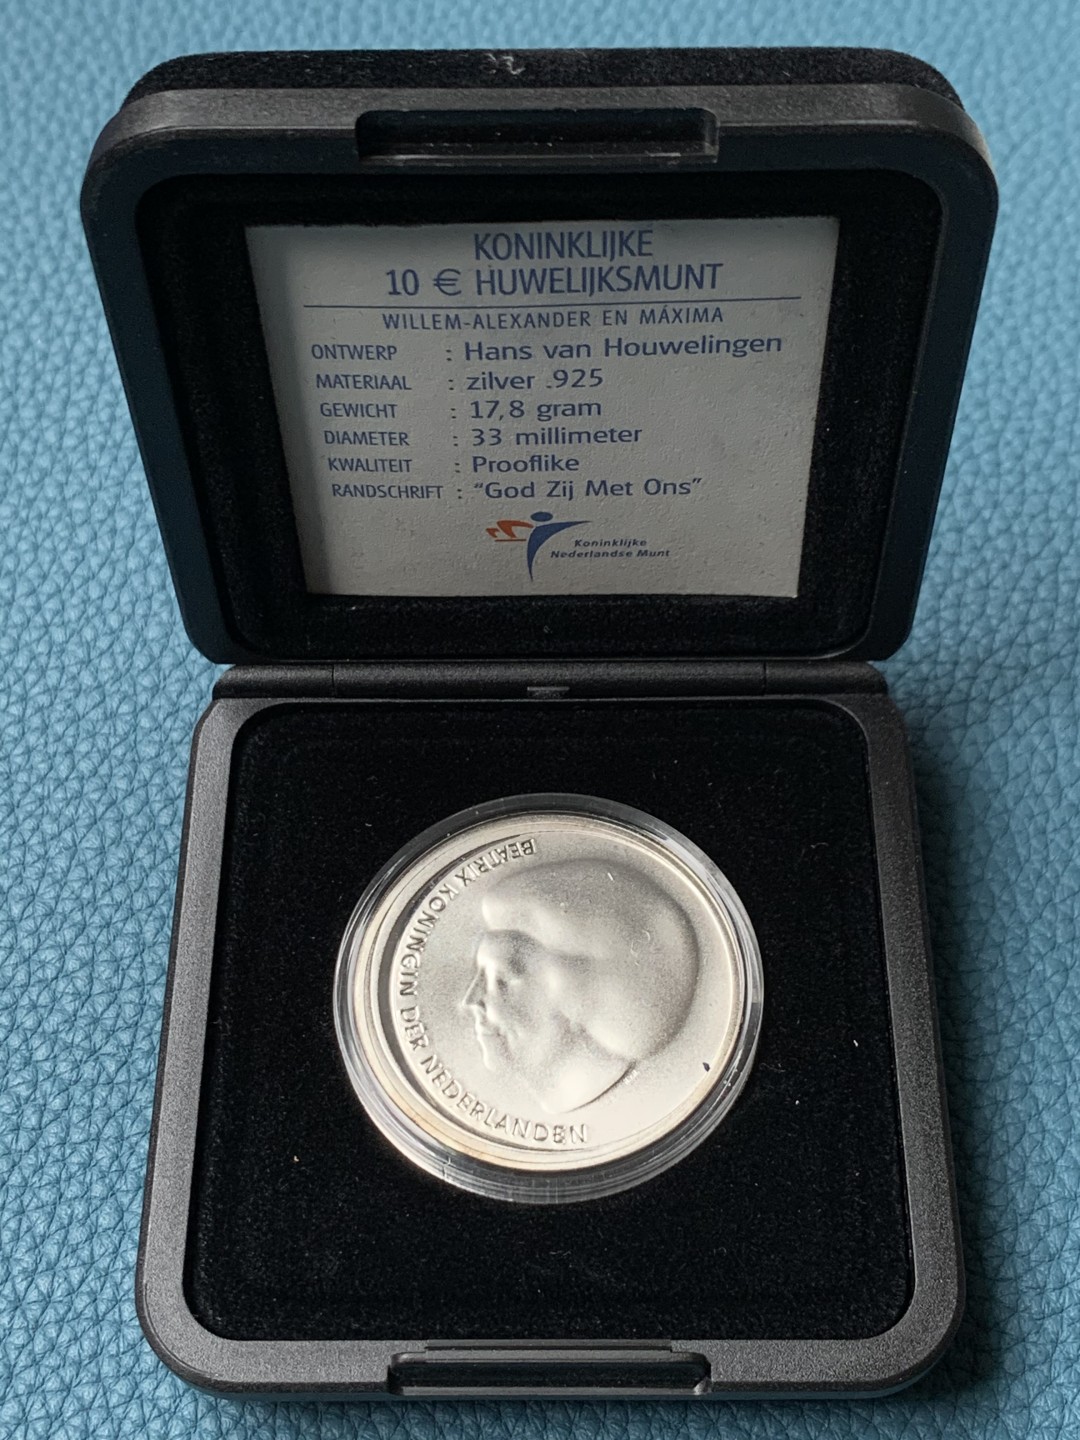 KONINKLIJKE
10 € HUWELIJKSMUNT
WILLEM-ALEXANDER EN MÁXIMA
ONTWERP : Hans van Houwelingen
MATERIAAL : zilver .925
GEWICHT : 17,8 gram
DIAMETER : 33 millimeter
KWALITEIT : Prooflike
RANDSCHRIFT : "God Zij Met Ons"
Koninklijke
Nederlandse Munt
BEATRIX KONINGIN DER NEDERLANDEN